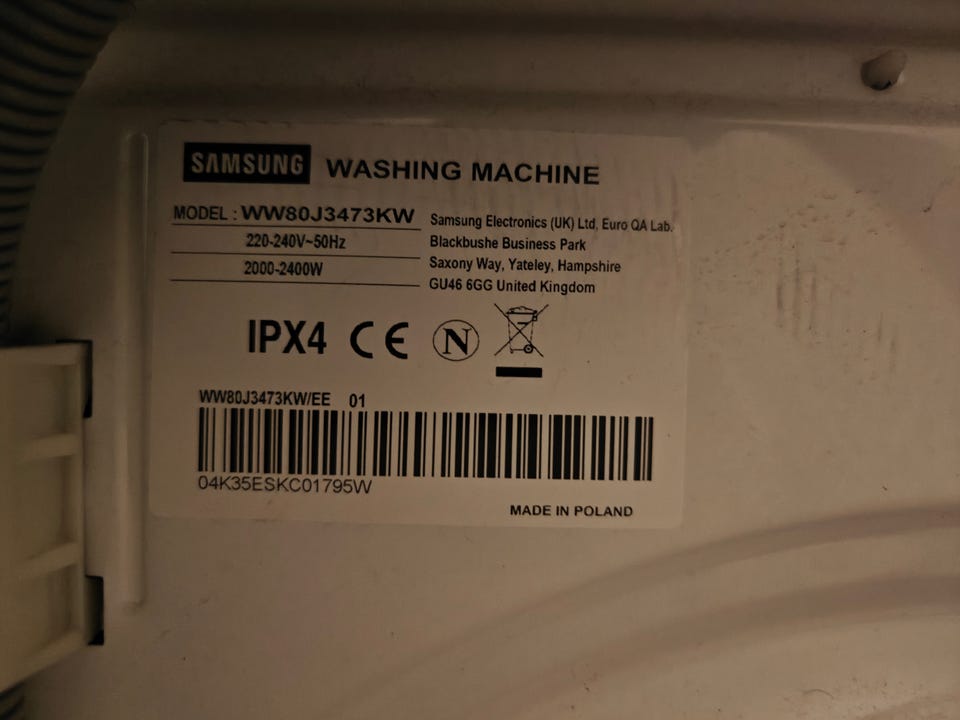 SAMSUNG WASHING MACHINE
MODEL : WW80J3473KW
220-240V~50Hz
2000-2400W
Samsung Electronics (UK) Ltd, Euro QA Lab.
Blackbushe Business Park
Saxony Way, Yateley, Hampshire
GU46 6GG United Kingdom
IPX4 CE N
WW80J3473KW/EE 01
04K35ESKC01795W
MADE IN POLAND